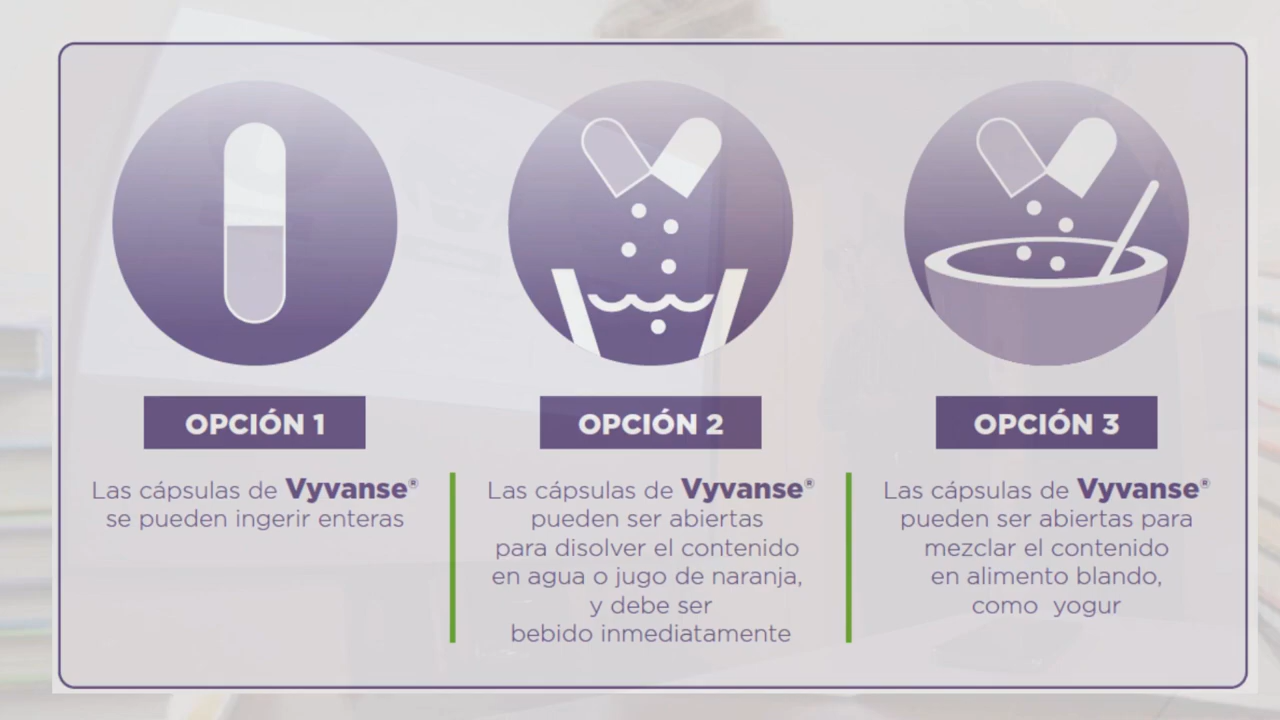 OPCIÓN 1
Las cápsulas de Vyvanse®
se pueden ingerir enteras
OPCIÓN 2
Las cápsulas de Vyvanse®
pueden ser abiertas
para disolver el contenido
en agua o jugo de naranja,
y debe ser
bebido inmediatamente
OPCIÓN 3
Las cápsulas de Vyvanse®
pueden ser abiertas para
mezclar el contenido
en alimento blando,
como yogur